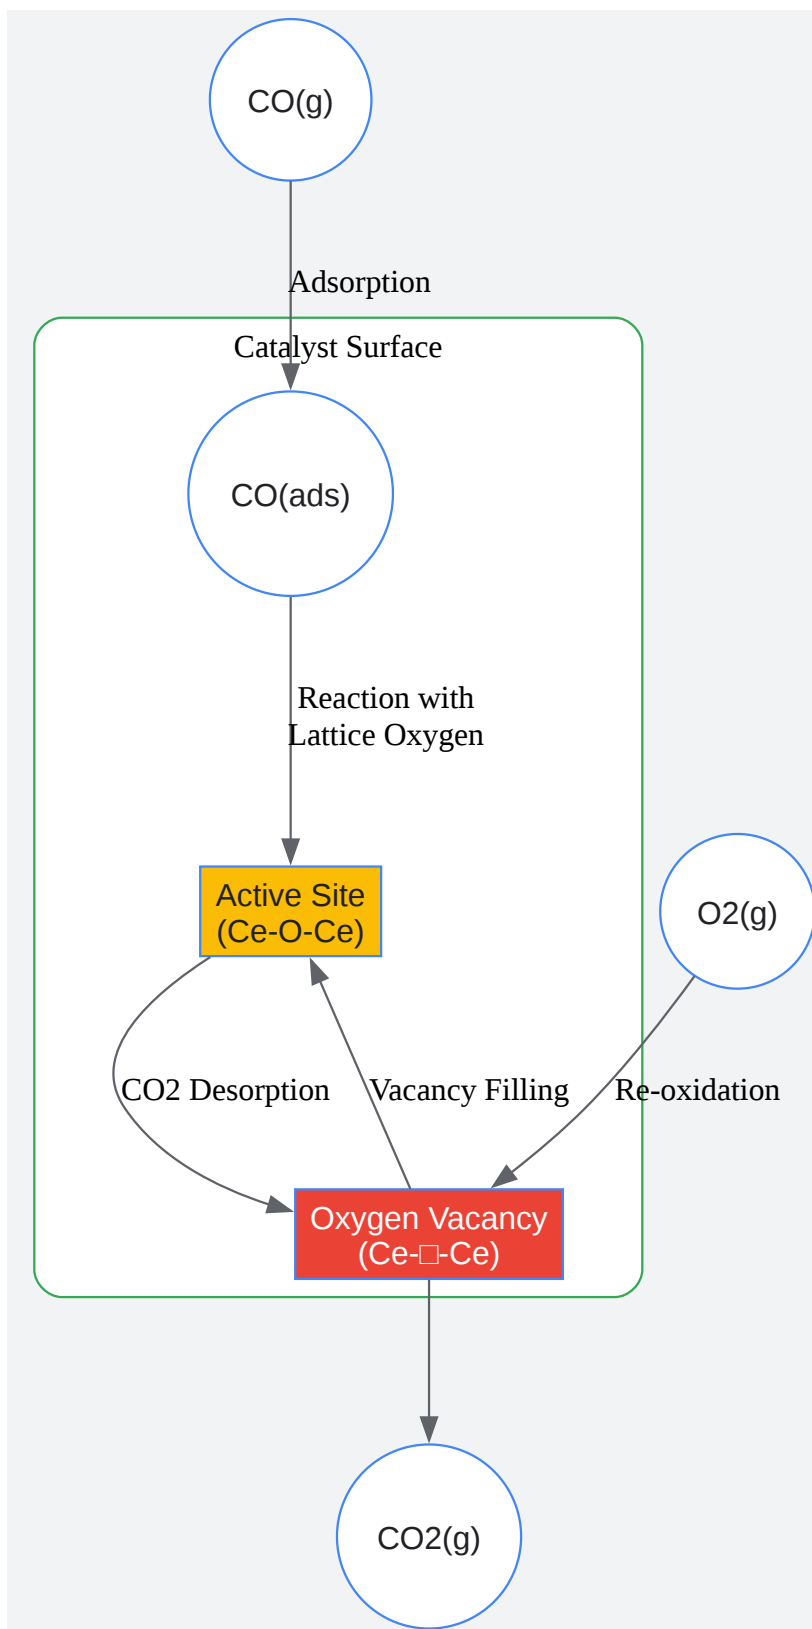 CO(g)
Adsorption
Catalyst Surface
CO(ads)
Reaction with
Lattice Oxygen
Active Site
(Ce-O-Ce)
O2(g)
CO2 Desorption
Vacancy Filling
Re-oxidation
Oxygen Vacancy
(Ce-□-Ce)
CO2(g)